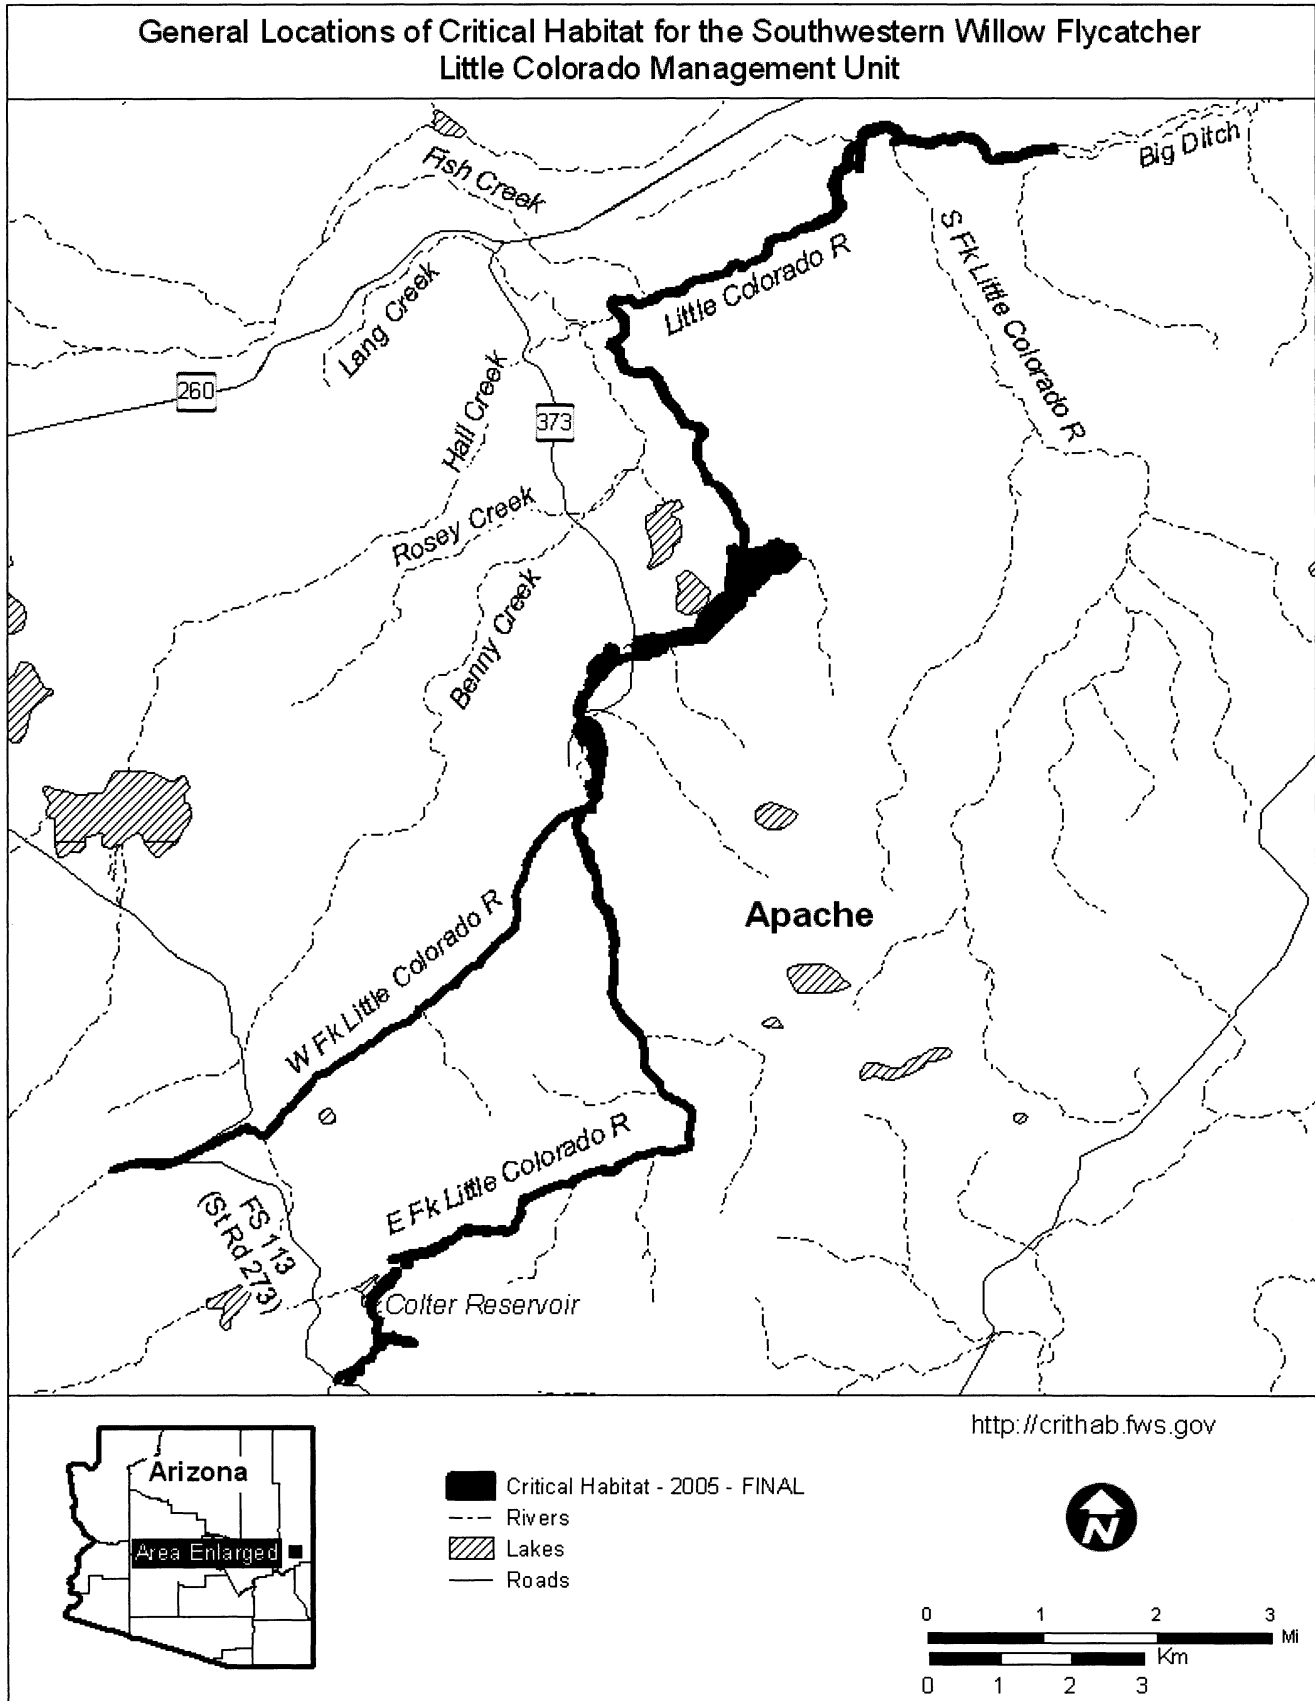 General Locations of Critical Habitat for the Southwestern Willow Flycatcher
Little Colorado Management Unit
Big Ditch
Fish Creek
S Fk Little Colorado R
Little Colorado R
Lang Creek
260
Hall Creek
373
Rosey Creek
Benny Creek
Apache
W Fk Little Colorado R
E Fk Little Colorado R
FS 113
(St Rd 273)
Colter Reservoir
http://crithab.fws.gov
Arizona
Area Enlarged
Critical Habitat - 2005 - FINAL
Rivers
Lakes
Roads
N
0 1 2 3
Mi
Km
0 1 2 3